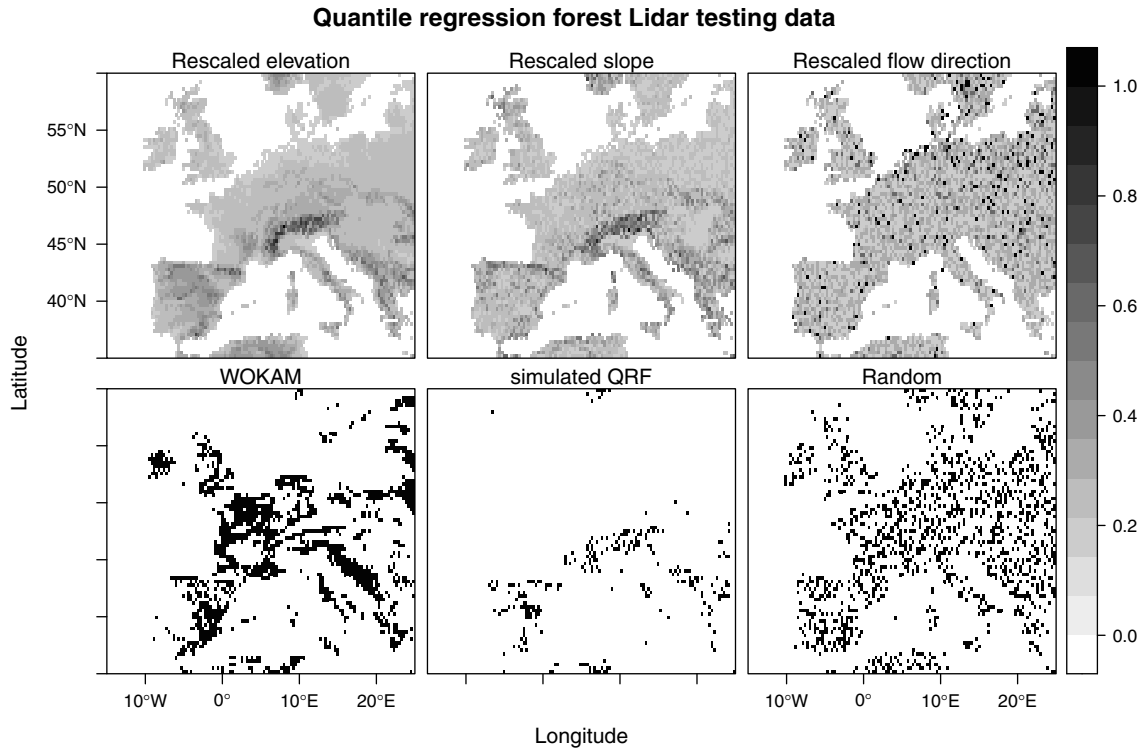 Quantile regression forest Lidar testing data
Rescaled elevation
Rescaled slope
Rescaled flow direction
55°N
50°N
45°N
40°N
Latitude
WOKAM
simulated QRF
Random
10°W
0°
10°E
20°E
10°W
0°
10°E
20°E
Longitude
1.0
0.8
0.6
0.4
0.2
0.0